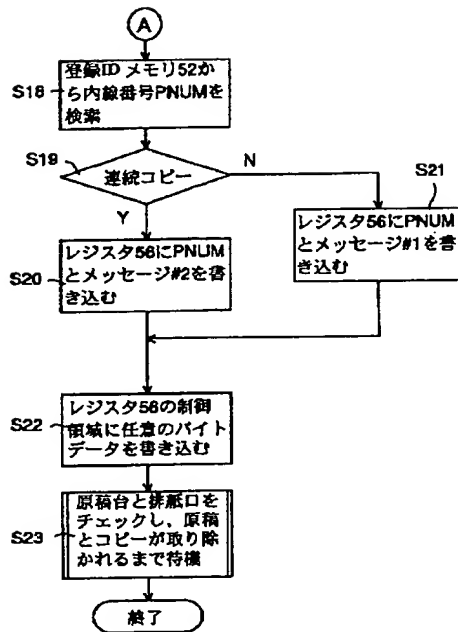 A
S18
登録ID メモリ52か
ら内線番号PNUMを
検索
S19
連続コピー
N
Y
S21
レジスタ56にPNUM
とメッセージ#1を書
き込む
S20
レジスタ56にPNUM
とメッセージ#2を書
き込む
S22
レジスタ56の制御
領域に任意のバイト
データを書き込む
S23
原稿台と排紙口を
チェックし、原稿
とコピーが取り除
かれるまで待機
終了